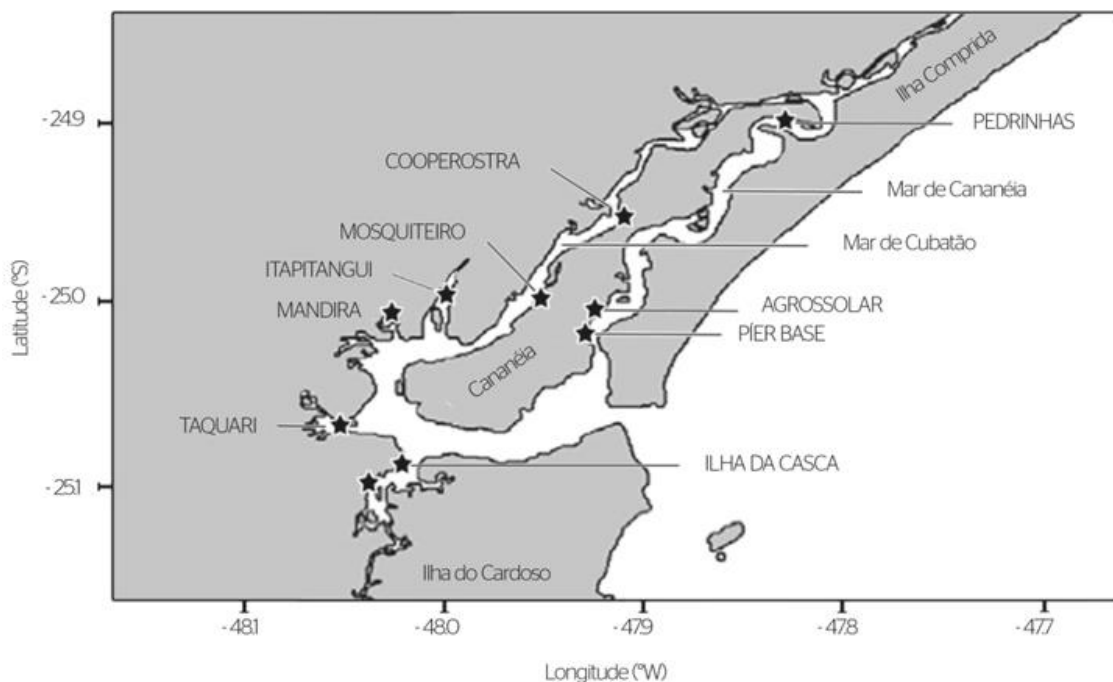 Ilha Comprida
-24.9
PEDRINHAS
COOPEROSTRA
Mar de Cananéia
MOSQUITEIRO
Mar de Cubatão
ITAPITANGUI
-25.0
MANDIRA
AGROSSOLAR
PÍER BASE
Latitude (°S)
Cananéia
TAQUARI
ILHA DA CASCA
-25.1
Ilha do Cardoso
-48.1
-48.0
-47.9
-47.8
-47.7
Longitude (°W)